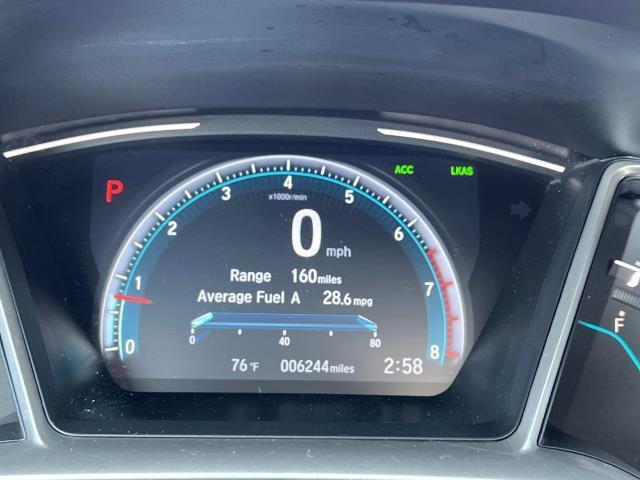 ACC LKAS
P
4
3 5
x1000r/min
2 6
0 mph
1 7
Range 160 miles
Average Fuel A 28.6 mpg
0 40 80
0 8
76°F 006244 miles 2:58
F